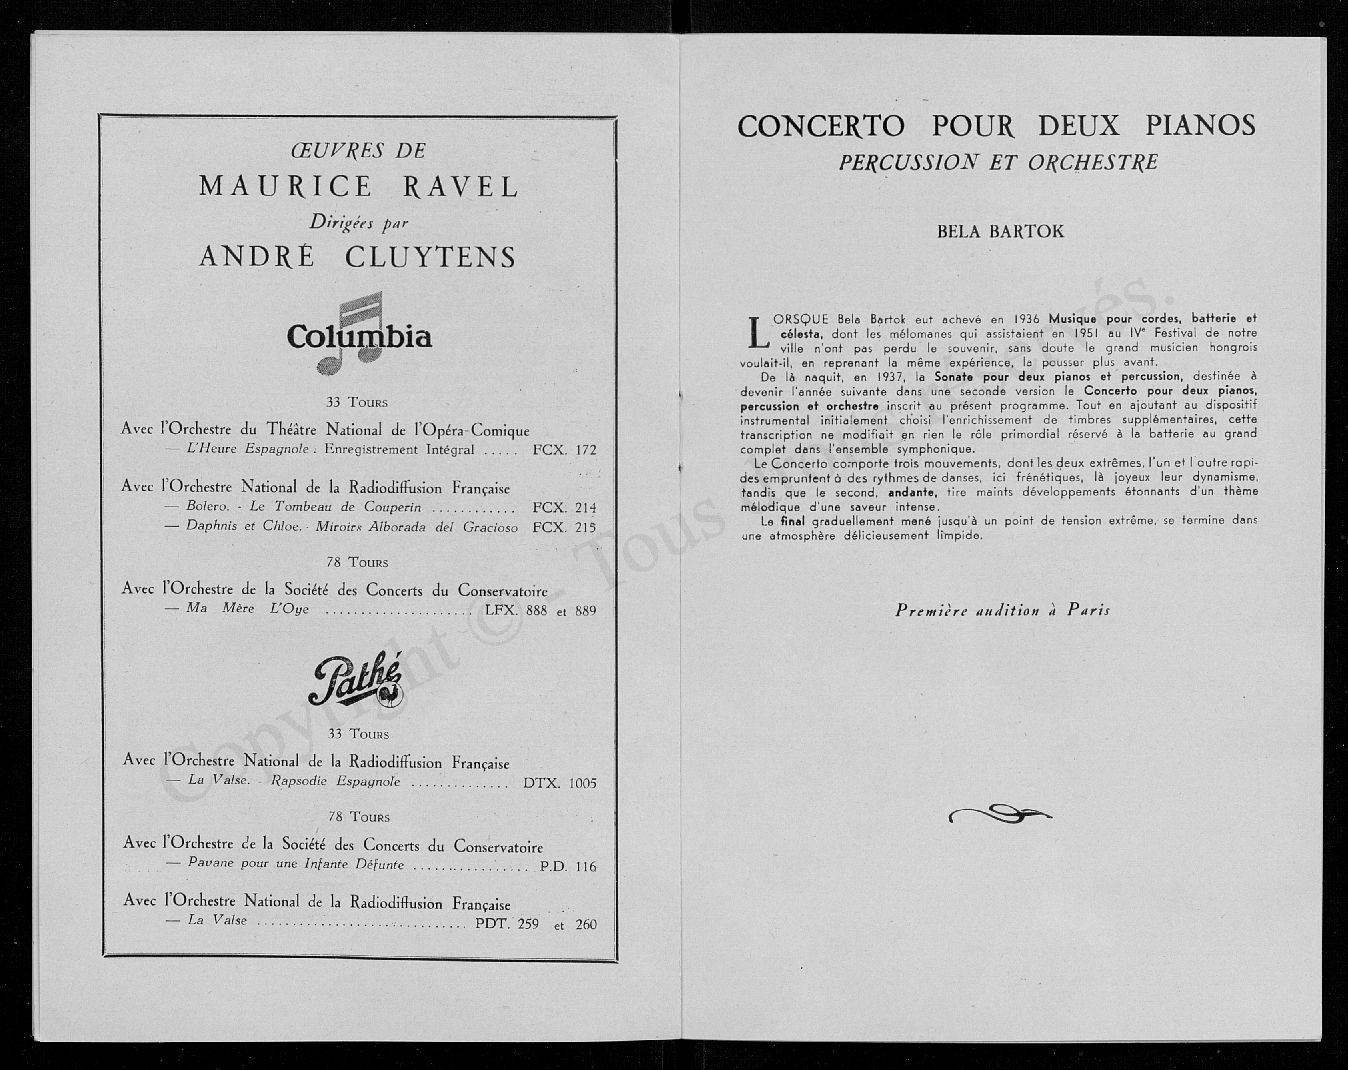 ŒUVRES DE
MAURICE RAVEL
Dirigées par
ANDRÉ CLUYTENS
Columbia
33 Tours
Avec l'Orchestre du Théâtre National de l'Opéra-Comique
— L'Heure Espagnole : Enregistrement Intégral ..... FCX. 172
Avec l'Orchestre National de la Radiodiffusion Française
— Bolero. - Le Tombeau de Couperin ............ FCX. 214
— Daphnis et Chloe. - Miroirs Alborada del Gracioso FCX. 215
78 Tours
Avec l'Orchestre de la Société des Concerts du Conservatoire
— Ma Mère L'Oye ..................... LFX. 888 et 889
Pathé
33 Tours
Avec l'Orchestre National de la Radiodiffusion Française
— La Valse. - Rapsodie Espagnole .............. DTX. 1005
78 Tours
Avec l'Orchestre de la Société des Concerts du Conservatoire
— Pavane pour une Infante Défunte ................. P.D. 116
Avec l'Orchestre National de la Radiodiffusion Française
— La Valse .............................. PDT. 259 et 260
CONCERTO POUR DEUX PIANOS
PERCUSSION ET ORCHESTRE
BELA BARTOK
LORSQUE Bela Bartok eut achevé en 1936 Musique pour cordes, batterie et
célesta, dont les mélomanes qui assistaient en 1951 au IVe Festival de notre
ville n'ont pas perdu le souvenir, sans doute le grand musicien hongrois
voulait-il, en reprenant la même expérience, la pousser plus avant.
De là naquit, en 1937, la Sonate pour deux pianos et percussion, destinée à
devenir l'année suivante dans une seconde version le Concerto pour deux pianos,
percussion et orchestre inscrit au présent programme. Tout en ajoutant au dispositif
instrumental initialement choisi l'enrichissement de timbres supplémentaires, cette
transcription ne modifiait en rien le rôle primordial réservé à la batterie au grand
complet dans l'ensemble symphonique.
Le Concerto comporte trois mouvements, dont les deux extrêmes, l'un et l'autre rapi-
des empruntent à des rythmes de danses, ici frénétiques, là joyeux leur dynamisme,
tandis que le second, andante, tire maints développements étonnants d'un thème
mélodique d'une saveur intense.
Le final graduellement mené jusqu'à un point de tension extrême, se termine dans
une atmosphère délicieusement limpide.
Première audition à Paris
Copyright © - Tous droits réservés.